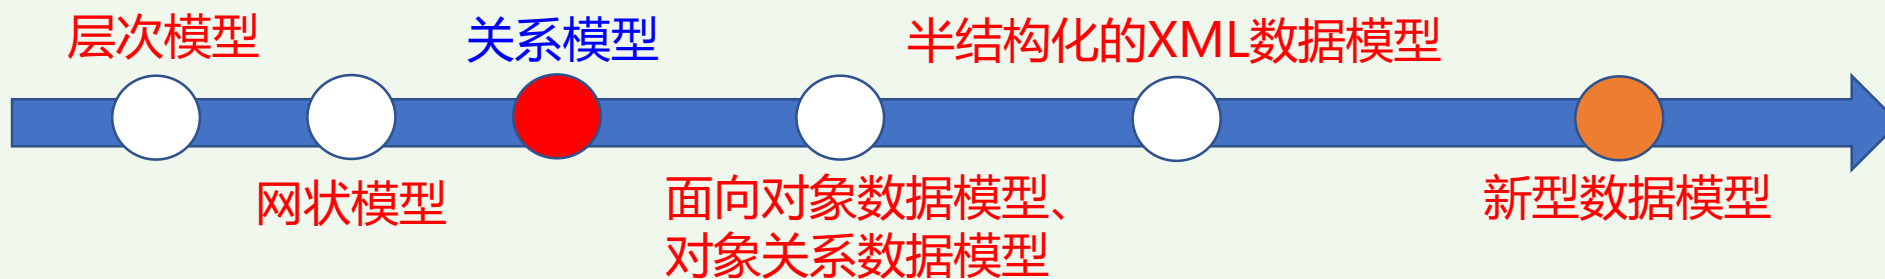 层次模型
关系模型
半结构化的XML数据模型
网状模型
面向对象数据模型、
对象关系数据模型
新型数据模型